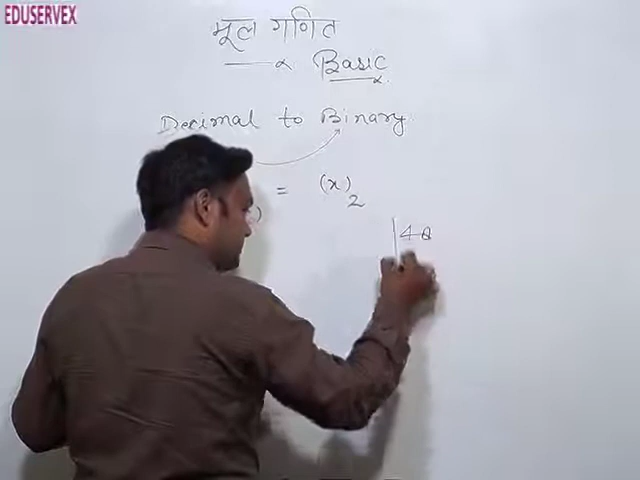 EDUSERVEX
मूल गणित
Basic
Decimal to Binary
= (x)2
48